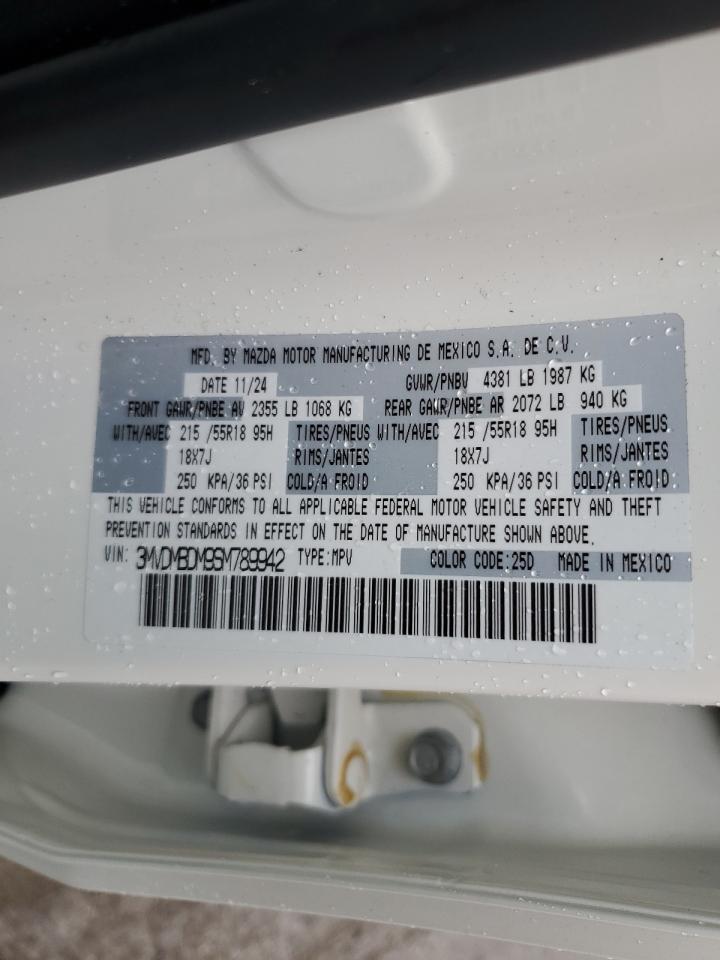 MFD. BY MAZDA MOTOR MANUFACTURING DE MEXICO S.A. DE C.V.
DATE 11/24 GVWR/PNBV 4381 LB 1987 KG
FRONT GAWR/PNBE AV 2355 LB 1068 KG REAR GAWR/PNBE AR 2072 LB 940 KG
WITH/AVEC 215 /55R18 95H TIRES/PNEUS WITH/AVEC 215 /55R18 95H TIRES/PNEUS
18X7J RIMS/JANTES 18X7J RIMS/JANTES
250 KPA/36 PSI COLD/A FROID 250 KPA/36 PSI COLD/A FROID
THIS VEHICLE CONFORMS TO ALL APPLICABLE FEDERAL MOTOR VEHICLE SAFETY AND THEFT
PREVENTION STANDARDS IN EFFECT ON THE DATE OF MANUFACTURE SHOWN ABOVE.
VIN: 3MVDMBDM9SM789942 TYPE:MPV COLOR CODE:25D MADE IN MEXICO